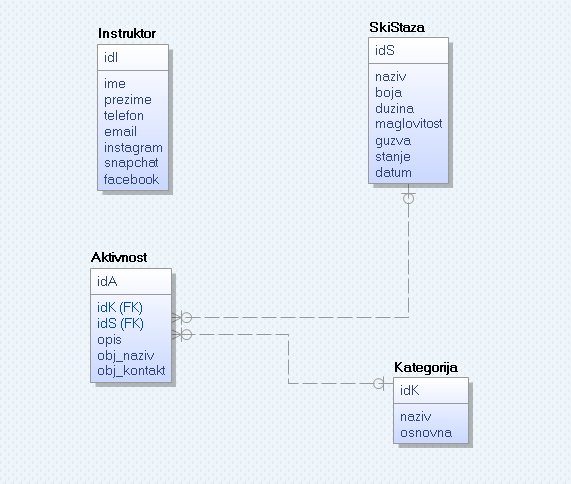 Instruktor
idI
ime
prezime
telefon
email
instagram
snapchat
facebook
SkiStaza
idS
naziv
boja
duzina
maglovitost
guzva
stanje
datum
Aktivnost
idA
idK (FK)
idS (FK)
opis
obj_naziv
obj_kontakt
Kategorija
idK
naziv
osnovna